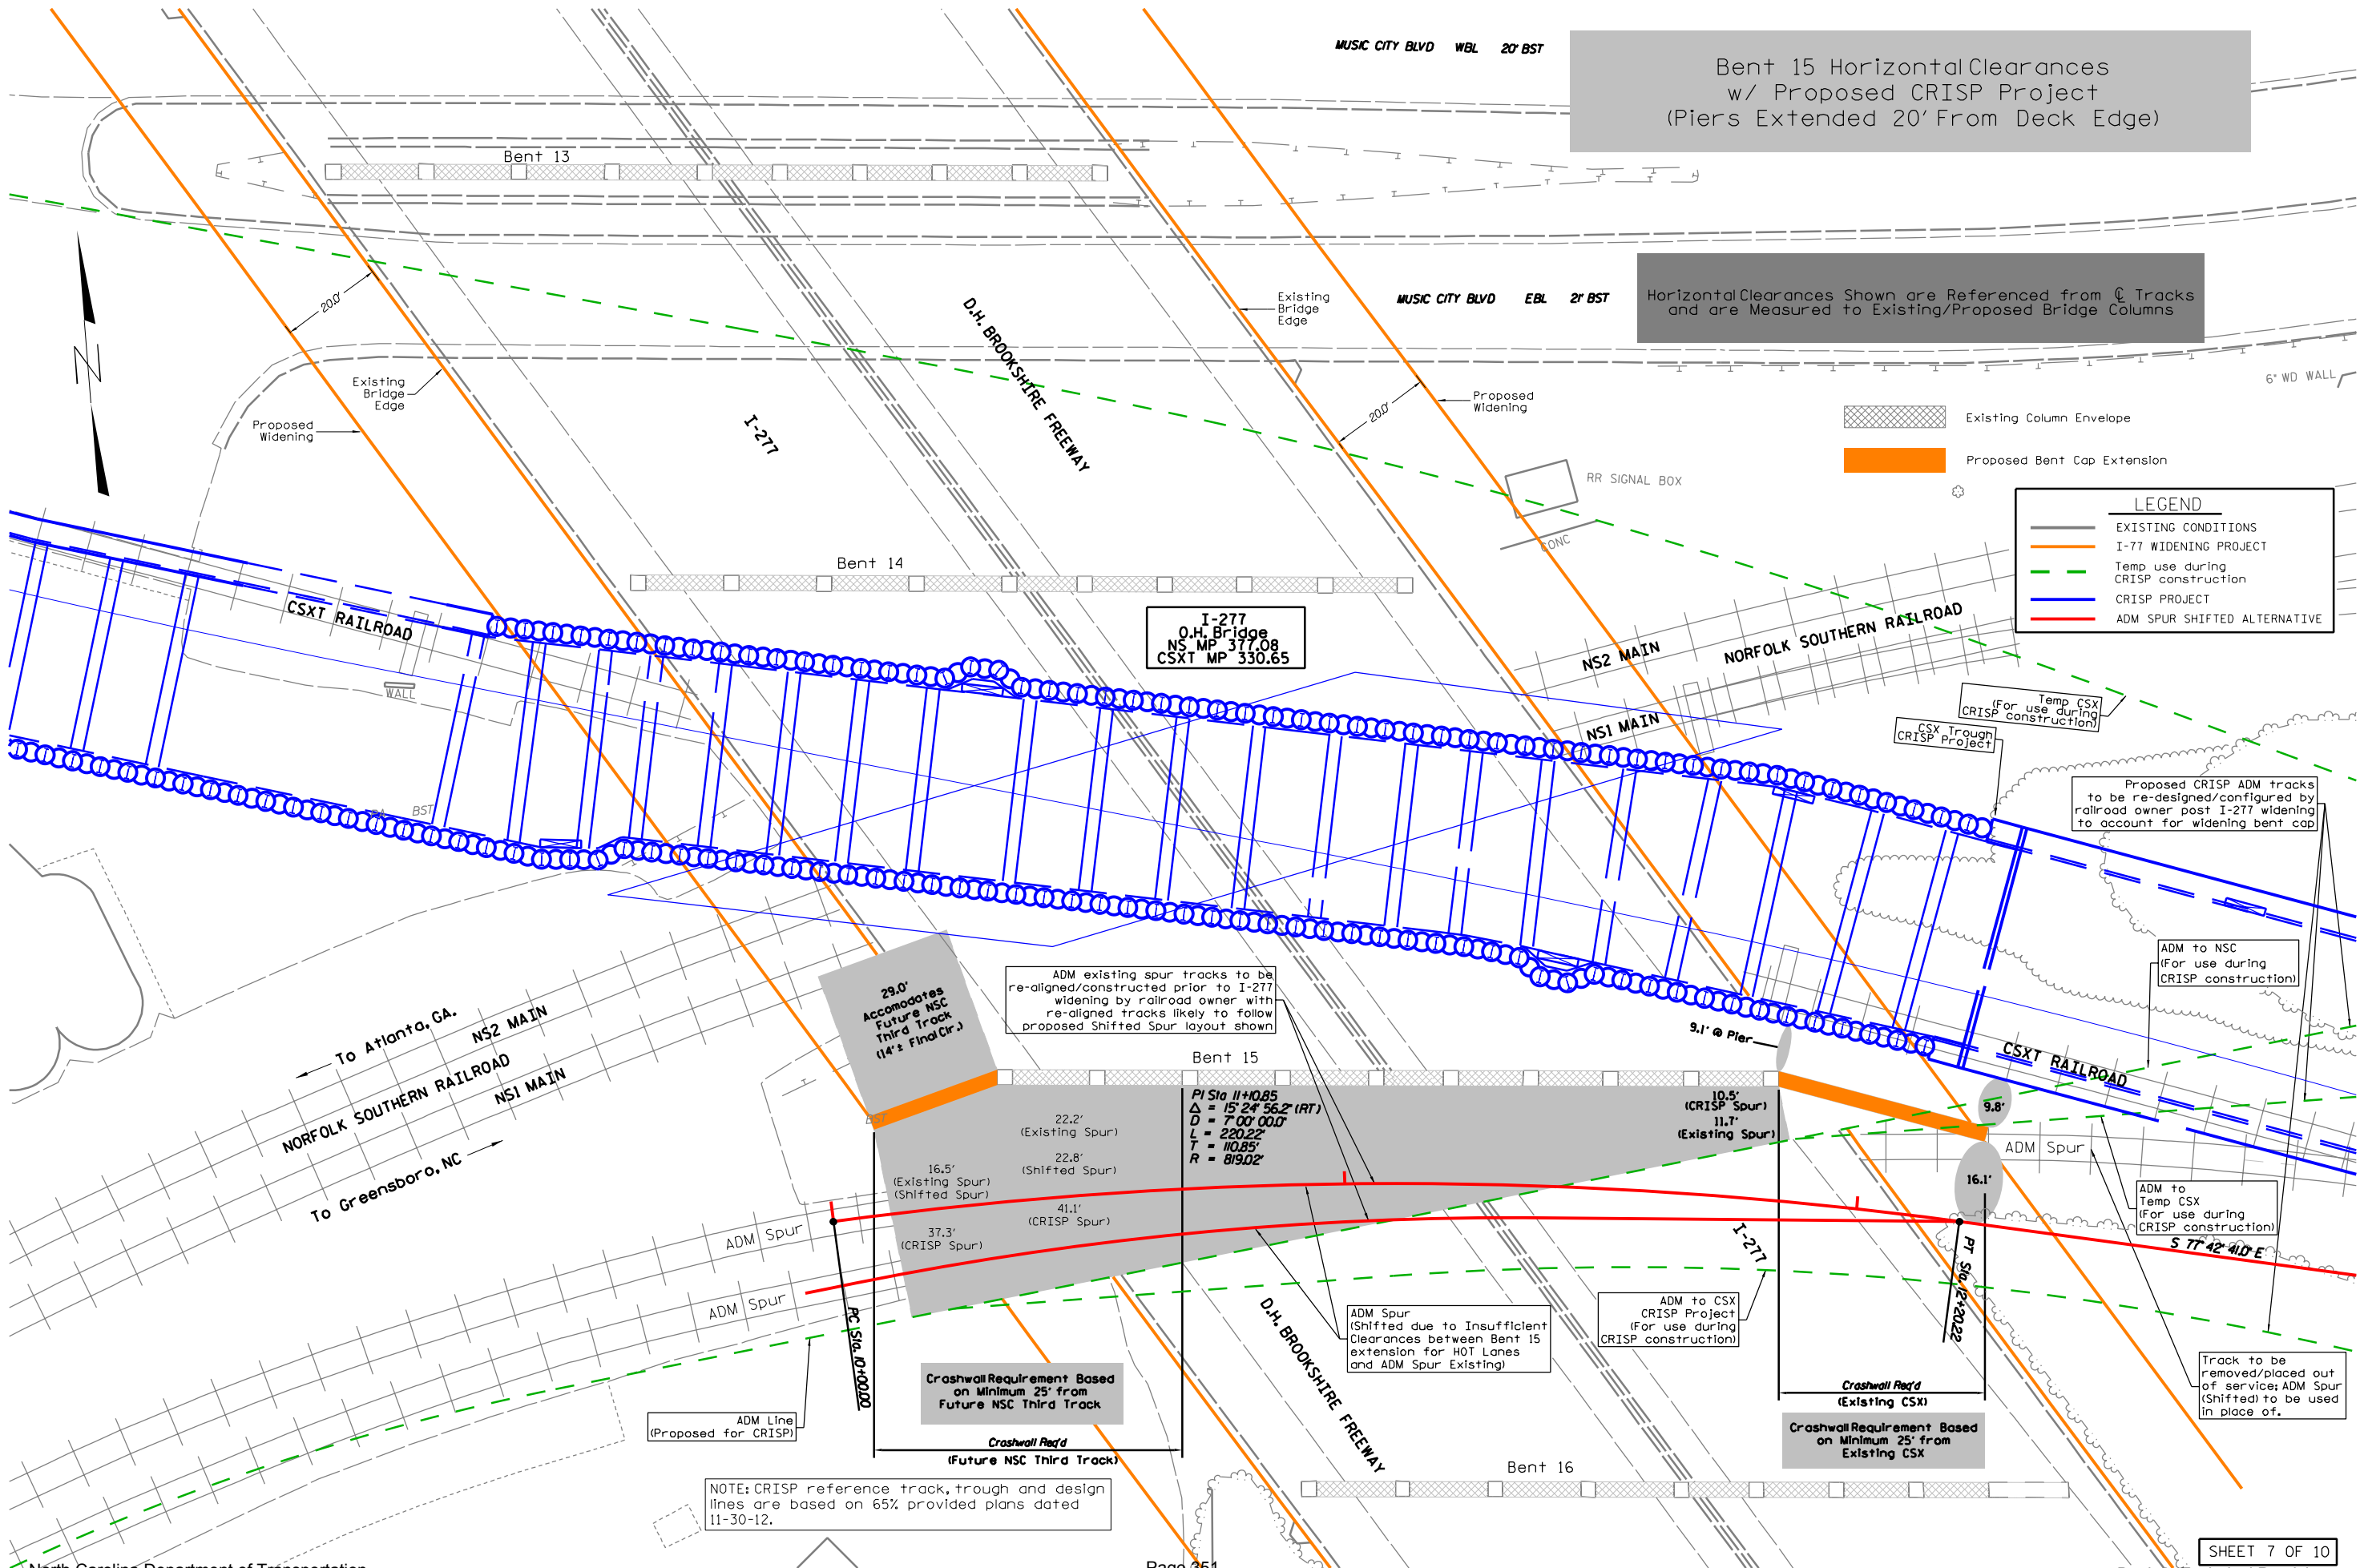 MUSIC CITY BLVD WBL 20' BST
Bent 15 Horizontal Clearances
w/ Proposed CRISP Project
(Piers Extended 20' From Deck Edge)
Bent 13
20.0'
Existing
Bridge
Edge
MUSIC CITY BLVD EBL 21' BST
Horizontal Clearances Shown are Referenced from ℄ Tracks
and are Measured to Existing/Proposed Bridge Columns
D.H. BROOKSHIRE FREEWAY
N
Existing
Bridge
Edge
Proposed
Widening
I-277
20.0'
Proposed
Widening
6' WD WALL
Existing Column Envelope
Proposed Bent Cap Extension
RR SIGNAL BOX
CONC
LEGEND
EXISTING CONDITIONS
I-77 WIDENING PROJECT
Temp use during
CRISP construction
CRISP PROJECT
ADM SPUR SHIFTED ALTERNATIVE
Bent 14
CSXT RAILROAD
WALL
I-277
O.H. Bridge
NS MP 377.08
CSXT MP 330.65
NS2 MAIN
NORFOLK SOUTHERN RAILROAD
NS1 MAIN
Temp CSX
(For use during
CRISP construction)
CSX Trough
CRISP Project
Proposed CRISP ADM tracks
to be re-designed/configured by
railroad owner post I-277 widening
to account for widening bent cap
BST
ADM to NSC
(For use during
CRISP construction)
29.0'
Accomodates
Future NSC
Third Track
(14'± Final Clr.)
ADM existing spur tracks to be
re-aligned/constructed prior to I-277
widening by railroad owner with
re-aligned tracks likely to follow
proposed Shifted Spur layout shown
9.1' @ Pier
Bent 15
CSXT RAILROAD
To Atlanta, GA.
NS2 MAIN
NORFOLK SOUTHERN RAILROAD
NS1 MAIN
To Greensboro, NC
BST
22.2'
(Existing Spur)
22.8'
(Shifted Spur)
16.5'
(Existing Spur)
(Shifted Spur)
41.1'
(CRISP Spur)
37.3'
(CRISP Spur)
PI Sta 11+10.85
Δ = 15° 24' 56.2" (RT)
D = 7° 00' 00.0"
L = 220.22'
T = 110.85'
R = 819.02'
10.5'
(CRISP Spur)
11.7'
(Existing Spur)
9.8'
ADM Spur
16.1'
ADM to
Temp CSX
(For use during
CRISP construction)
S 77° 42' 41.0" E
ADM Spur
ADM Spur
PC Sta. 10+00.00
PT Sta. 12+20.22
I-277
D.H. BROOKSHIRE FREEWAY
ADM Spur
(Shifted due to Insufficient
Clearances between Bent 15
extension for HOT Lanes
and ADM Spur Existing)
ADM to CSX
CRISP Project
(For use during
CRISP construction)
Track to be
removed/placed out
of service; ADM Spur
(Shifted) to be used
in place of.
Crashwall Requirement Based
on Minimum 25' from
Future NSC Third Track
ADM Line
(Proposed for CRISP)
Crashwall Req'd
(Future NSC Third Track)
Crashwall Req'd
(Existing CSX)
Crashwall Requirement Based
on Minimum 25' from
Existing CSX
Bent 16
NOTE: CRISP reference track, trough and design
lines are based on 65% provided plans dated
11-30-12.
SHEET 7 OF 10
North Carolina Department of Transportation
Page 351